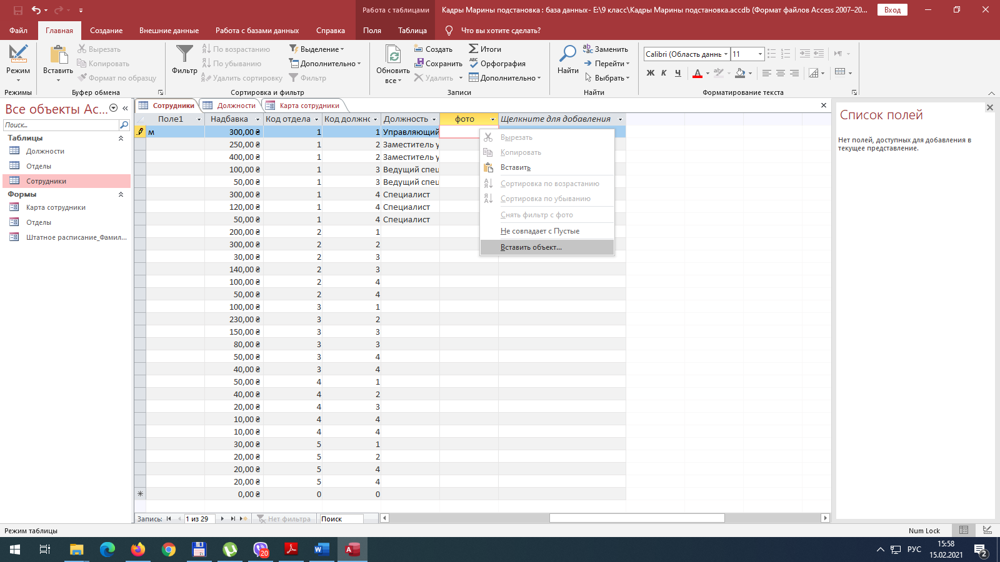 Работа с таблицами
Кадры Марины подстановка : база данных- E:\9 класс\Кадры Марины подстановка.accdb (Формат файлов Access 2007–20...
Вход
Файл Главная Создание Внешние данные Работа с базами данных Справка Поля Таблица Что вы хотите сделать?
Режим
Режимы
Вставить
Вырезать
Копировать
Формат по образцу
Буфер обмена
Фильтр
По возрастанию
По убыванию
Удалить сортировку
Выделение
Дополнительно
Фильтр
Сортировка и фильтр
Обновить
все
Создать
Сохранить
Удалить
Итоги
Орфография
Дополнительно
Записи
Найти
Заменить
Перейти
Выбрать
Найти
Calibri (Область данн 11
Ж К Ч
Форматирование текста
Все объекты Ac...
Поиск...
Таблицы
Должности
Отделы
Сотрудники
Формы
Карта сотрудники
Отделы
Штатное расписание_Фамил...
Сотрудники Должности Карта сотрудники
Поле1 Надбавка Код отдела Код должнс Должность фото Щелкните для добавления
м 300,00 ₴ 1 1 Управляющий
250,00 ₴ 1 2 Заместитель у
400,00 ₴ 1 2 Заместитель у
100,00 ₴ 1 3 Ведущий спец
50,00 ₴ 1 3 Ведущий спец
300,00 ₴ 1 4 Специалист
120,00 ₴ 1 4 Специалист
50,00 ₴ 1 4 Специалист
200,00 ₴ 2 1
300,00 ₴ 2 2
30,00 ₴ 2 3
140,00 ₴ 2 3
100,00 ₴ 2 4
50,00 ₴ 2 4
100,00 ₴ 3 1
230,00 ₴ 3 2
150,00 ₴ 3 3
80,00 ₴ 3 3
50,00 ₴ 3 4
40,00 ₴ 3 4
50,00 ₴ 4 1
40,00 ₴ 4 2
20,00 ₴ 4 3
10,00 ₴ 4 4
10,00 ₴ 4 4
30,00 ₴ 5 1
20,00 ₴ 5 2
20,00 ₴ 5 4
20,00 ₴ 5 4
0,00 ₴ 0 0
Вырезать
Копировать
Вставить
Сортировка по возрастанию
Сортировка по убыванию
Снять фильтр с фото
Не совпадает с Пустые
Вставить объект...
Список полей
Нет полей, доступных для добавления в
текущее представление.
Запись: 1 из 29 Нет фильтра Поиск
Режим таблицы
Num Lock
20
РУС
15:58
15.02.2021
2